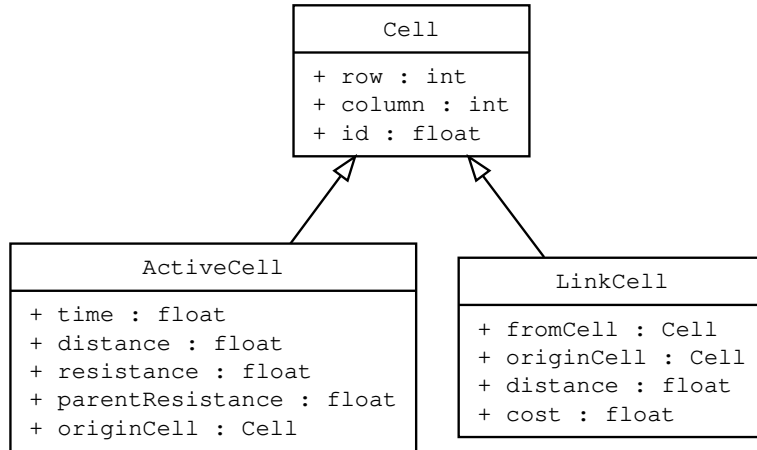 Cell
+ row : int
+ column : int
+ id : float
ActiveCell
+ time : float
+ distance : float
+ resistance : float
+ parentResistance : float
+ originCell : Cell
LinkCell
+ fromCell : Cell
+ originCell : Cell
+ distance : float
+ cost : float